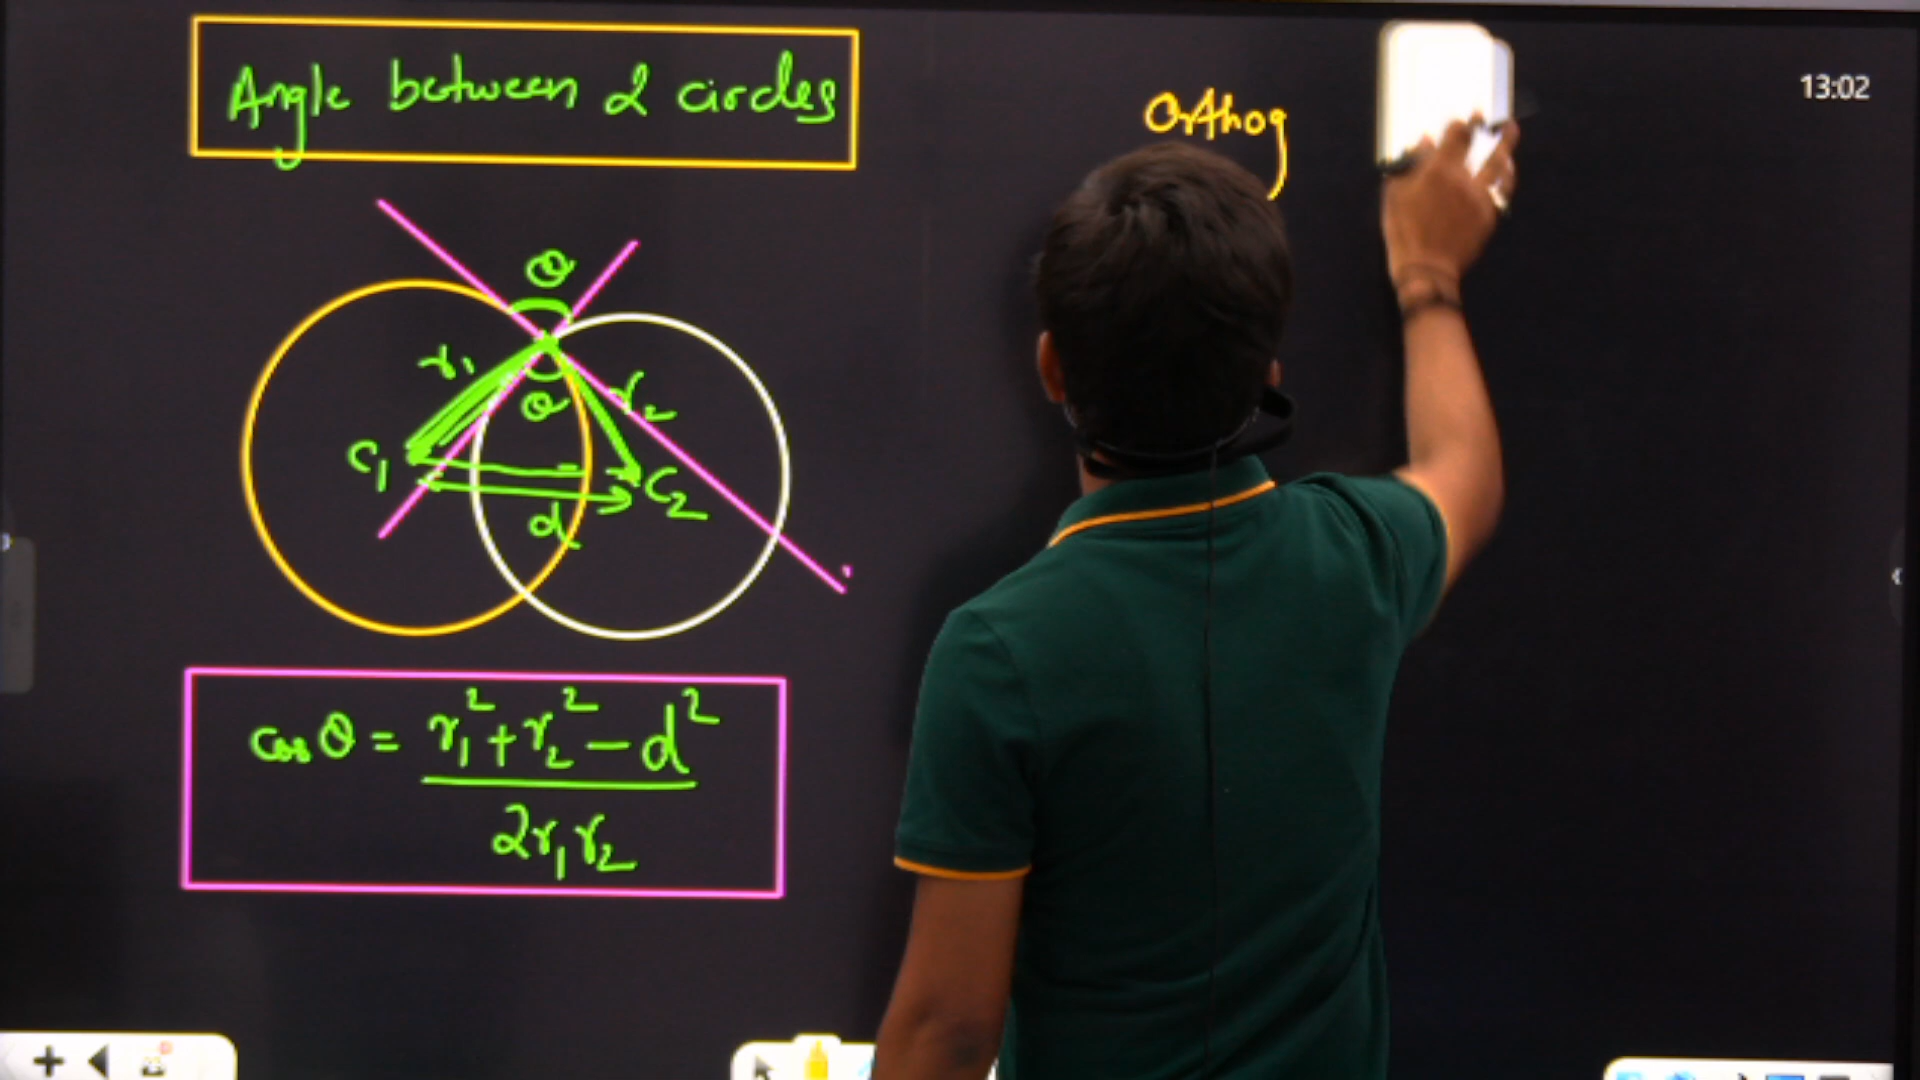 Angle between 2 circles
Orthog
13:02
θ
r₁
r₂
θ
C₁
C₂
d
cos θ = r₁² + r₂² - d²
2r₁r₂